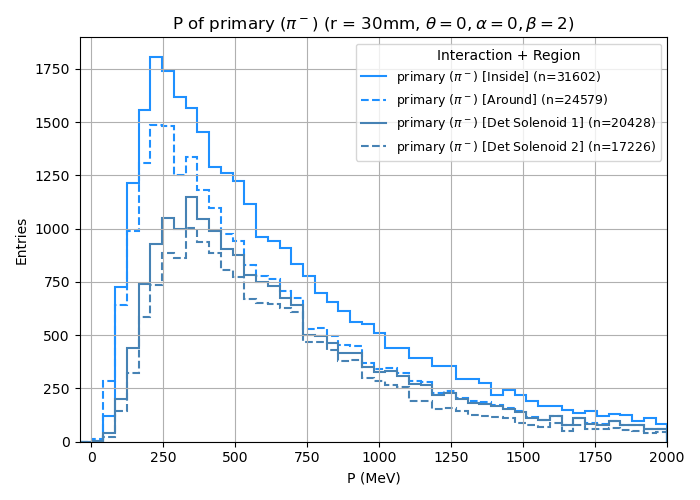 P of primary (π⁻) (r = 30mm, θ = 0, α = 0, β = 2)
Interaction + Region
primary (π⁻) [Inside] (n=31602)
primary (π⁻) [Around] (n=24579)
primary (π⁻) [Det Solenoid 1] (n=20428)
primary (π⁻) [Det Solenoid 2] (n=17226)
Entries
1750
1500
1250
1000
750
500
250
0
0 250 500 750 1000 1250 1500 1750 2000
P (MeV)